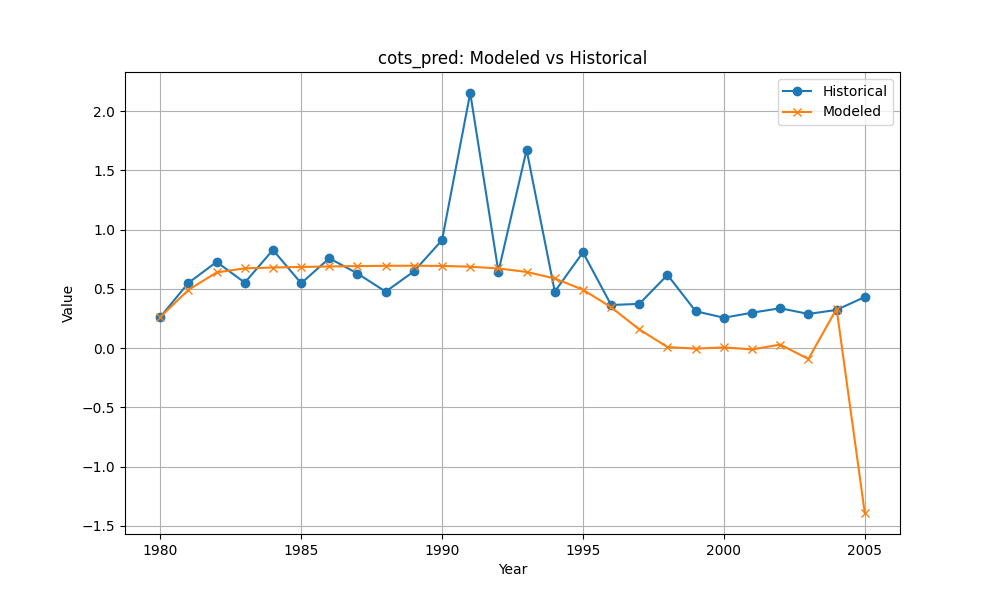 cots_pred: Modeled vs Historical
Historical
Modeled
Value
2.0
1.5
1.0
0.5
0.0
−0.5
−1.0
−1.5
1980
1985
1990
1995
2000
2005
Year